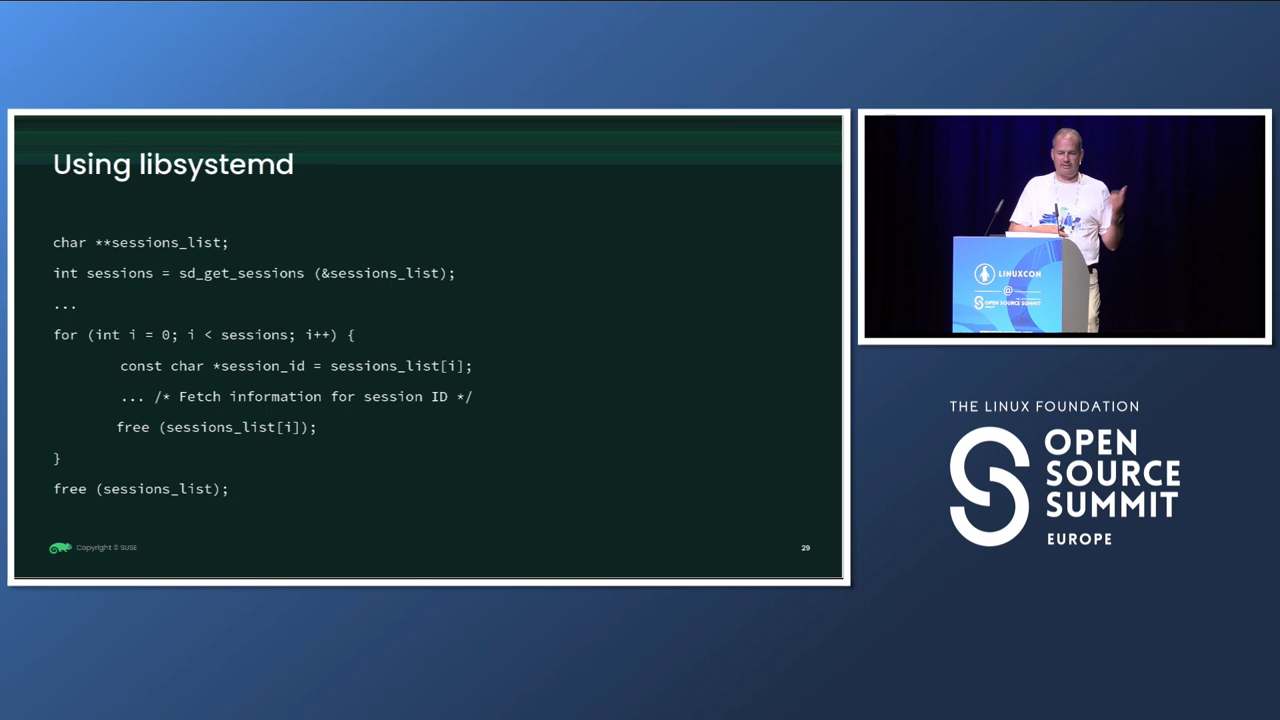 Using libsystemd
char **sessions_list;
int sessions = sd_get_sessions (&sessions_list);
...
for (int i = 0; i < sessions; i++) {
const char *session_id = sessions_list[i];
... /* Fetch information for session ID */
free (sessions_list[i]);
}
free (sessions_list);
Copyright © SUSE
29
LINUXCON
@
OPEN SOURCE SUMMIT
THE LINUX FOUNDATION
OPEN
SOURCE
SUMMIT
EUROPE